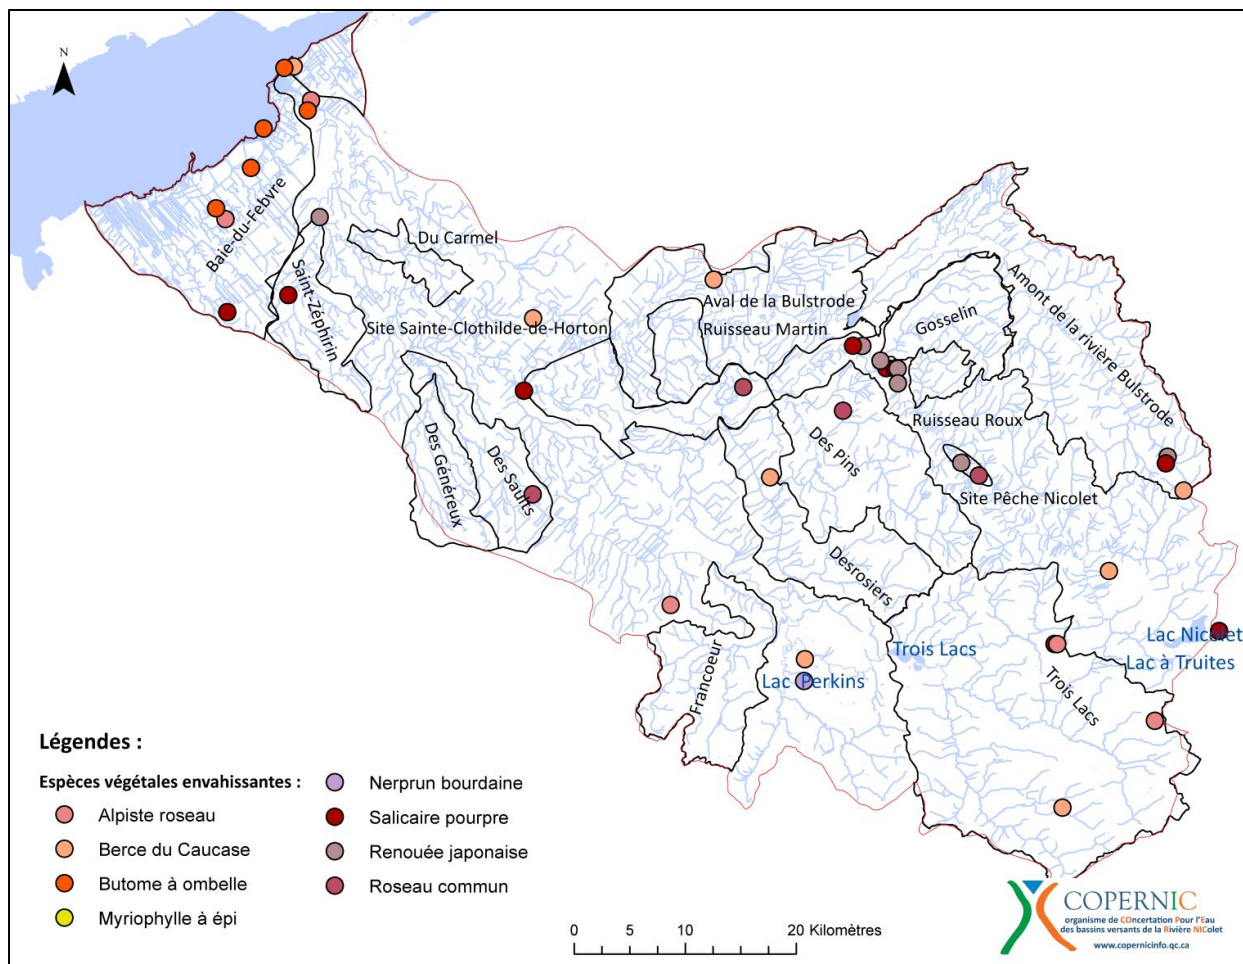 N
Baie-du-Febvre
Saint-Zéphirin
Du Carmel
Site Sainte-Clothilde-de-Horton
Aval de la Bulstrode
Ruisseau Martin
Gosselin
Amont de la rivière Bulstrode
Des Généreux
Des Saults
Des Pins
Ruisseau Roux
Site Pêche Nicolet
Desrosiers
Francoeur
Lac Perkins
Trois Lacs
Trois Lacs
Lac Nicolet
Lac à Truites
Légendes :
Espèces végétales envahissantes :
Alpiste roseau
Berce du Caucase
Butome à ombelle
Myriophylle à épi
Nerprun bourdaine
Salicaire pourpre
Renouée japonaise
Roseau commun
0 5 10 20 Kilomètres
COPERNIC
organisme de COncertation Pour l'Eau
des bassins versants de la Rivière NIColet
www.copernicinfo.qc.ca